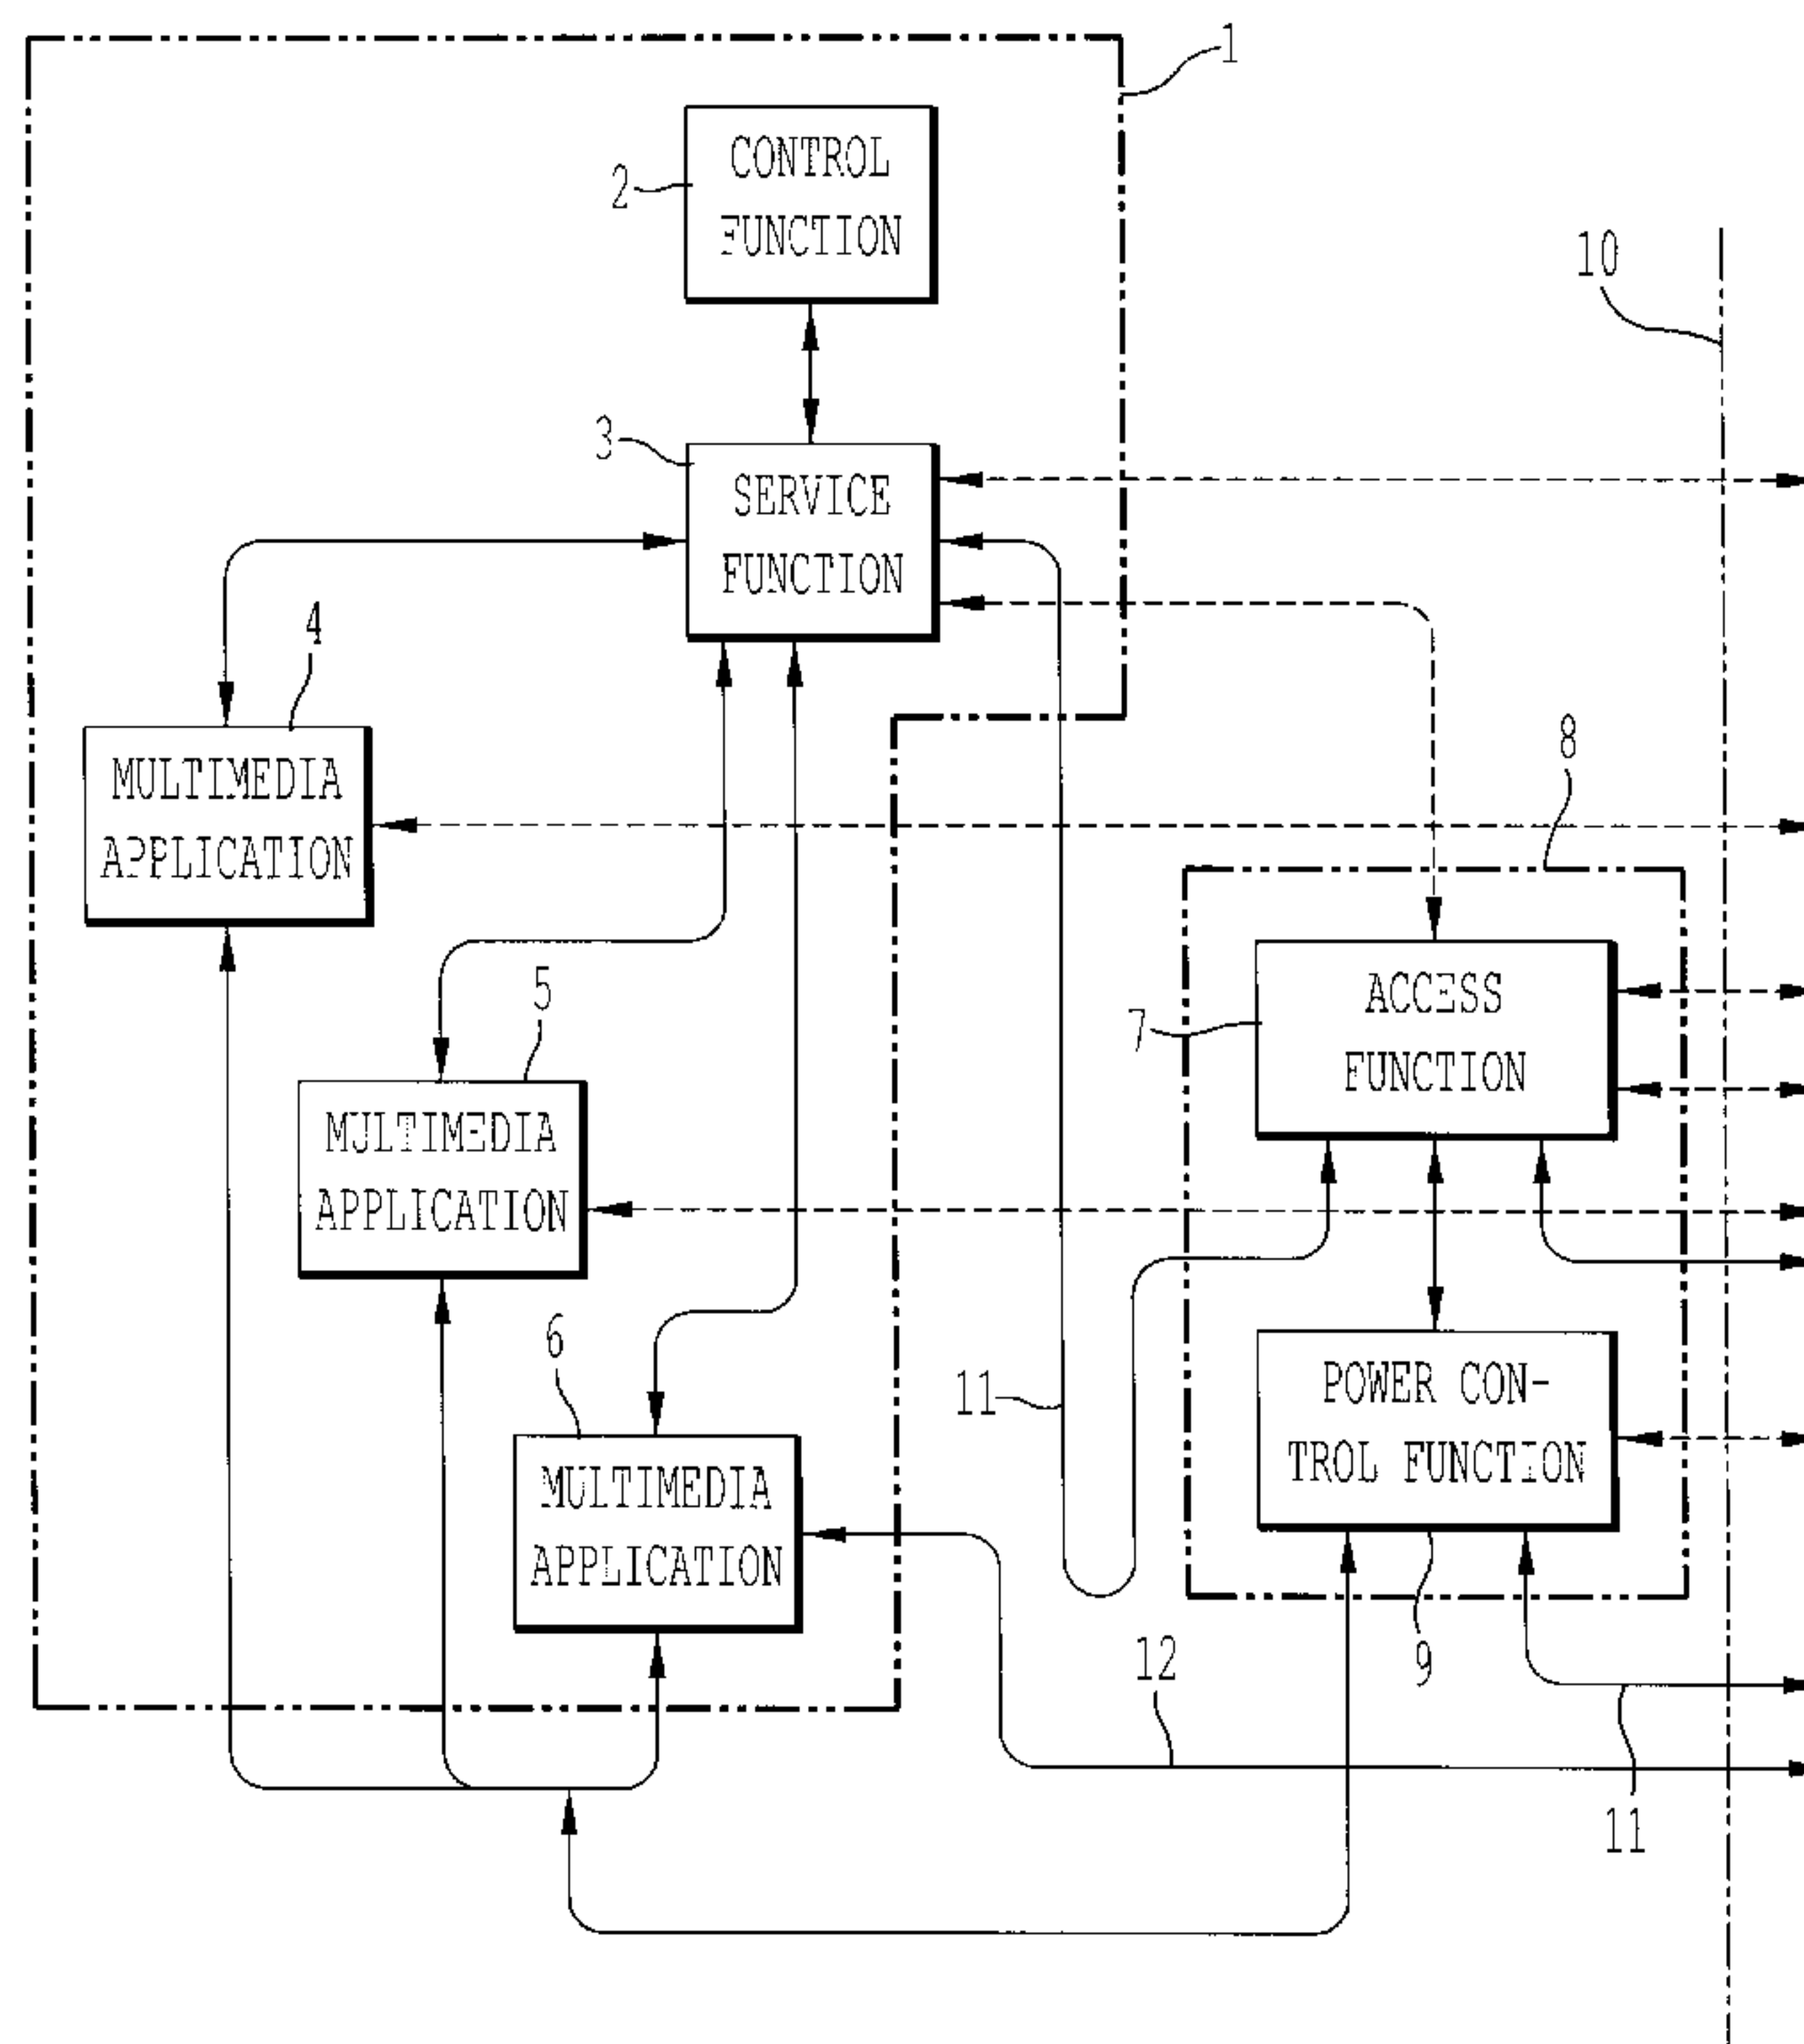 1
CONTROL
FUNCTION
2
10
3
SERVICE
FUNCTION
4
MULTIMEDIA
APPLICATION
8
ACCESS
FUNCTION
7
5
MULTIMEDIA
APPLICATION
6
11
POWER CON-
TROL FUNCTION
MULTIMEDIA
APPLICATION
12
9
11